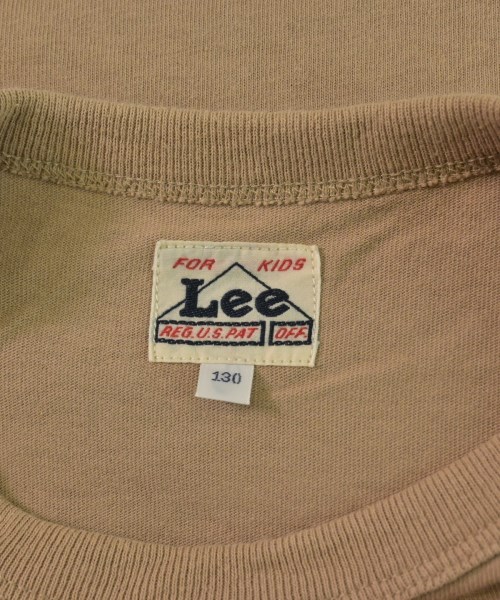 FOR KIDS
Lee
REG. U.S. PAT OFF.
130